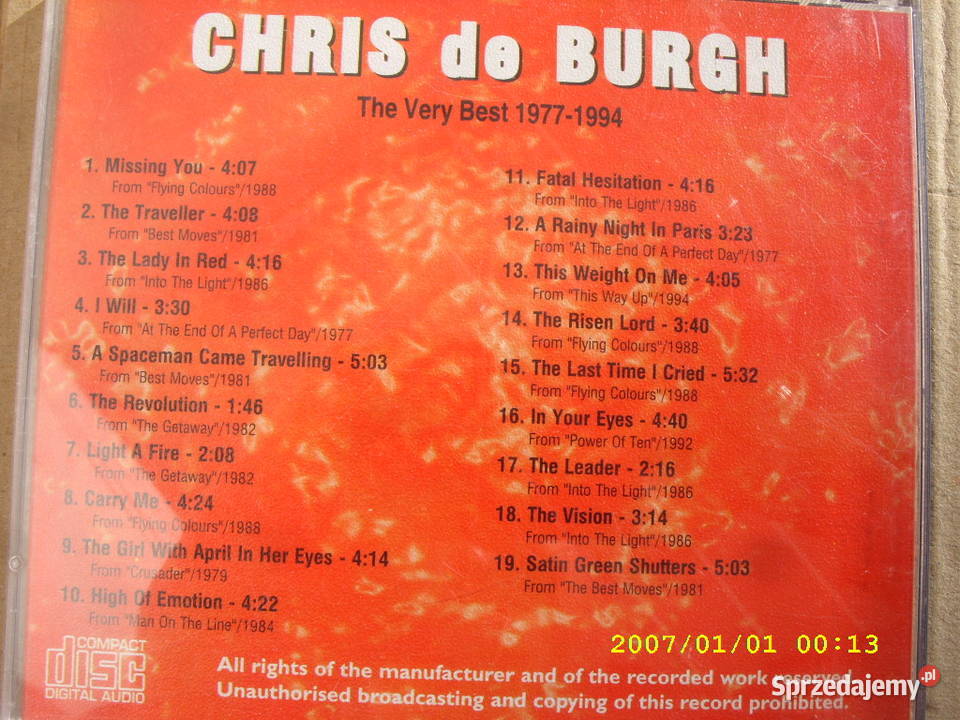 CHRIS de BURGH
The Very Best 1977-1994
1. Missing You - 4:07
From "Flying Colours"/1988
2. The Traveller - 4:08
From "Best Moves"/1981
3. The Lady In Red - 4:16
From "Into The Light"/1986
4. I Will - 3:30
From "At The End Of A Perfect Day"/1977
5. A Spaceman Came Travelling - 5:03
From "Best Moves"/1981
6. The Revolution - 1:46
From "The Getaway"/1982
7. Light A Fire - 2:08
From "The Getaway"/1982
8. Carry Me - 4:24
From "Flying Colours"/1988
9. The Girl With April In Her Eyes - 4:14
From "Crusader"/1979
10. High Of Emotion - 4:22
From "Man On The Line"/1984
11. Fatal Hesitation - 4:16
From "Into The Light"/1986
12. A Rainy Night In Paris 3:23
From "At The End Of A Perfect Day"/1977
13. This Weight On Me - 4:05
From "This Way Up"/1994
14. The Risen Lord - 3:40
From "Flying Colours"/1988
15. The Last Time I Cried - 5:32
From "Flying Colours"/1988
16. In Your Eyes - 4:40
From "Power Of Ten"/1992
17. The Leader - 2:16
From "Into The Light"/1986
18. The Vision - 3:14
From "Into The Light"/1986
19. Satin Green Shutters - 5:03
From "The Best Moves"/1981
2007/01/01 00:13
COMPACT
disc
DIGITAL AUDIO
All rights of the manufacturer and of the recorded work reserved
Unauthorised broadcasting and copying of this record prohibited.
Sprzedajemy.pl